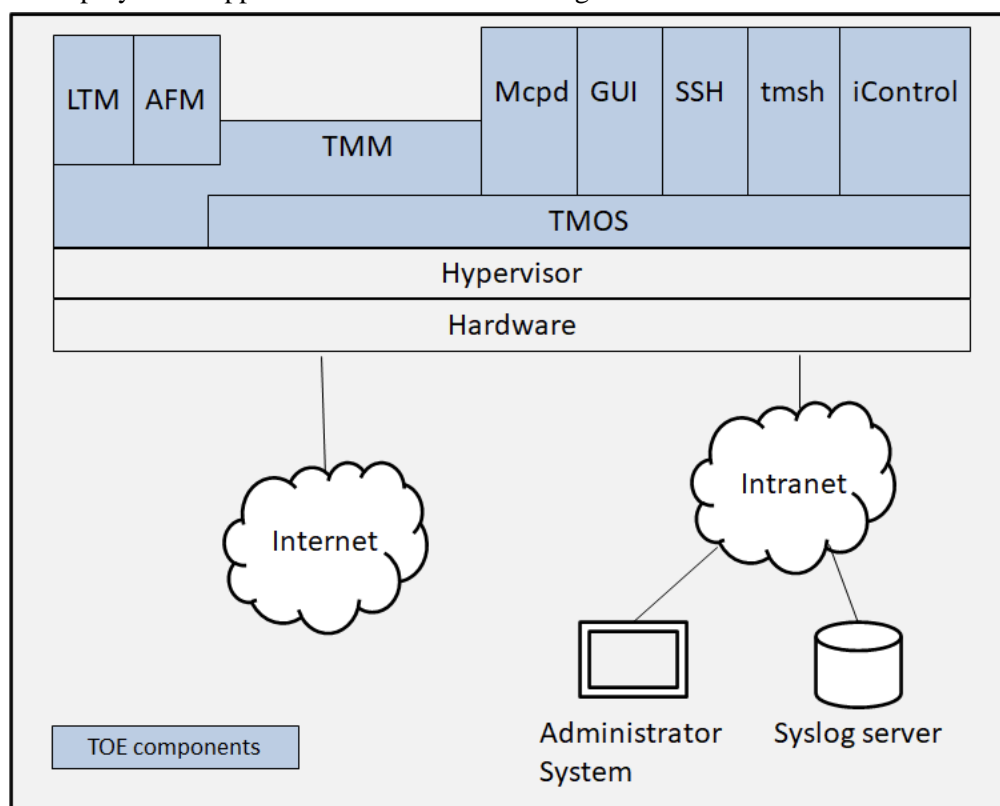 LTM AFM Mcpd GUI SSH tmsh iControl
TMM
TMOS
Hypervisor
Hardware
Internet
Intranet
Administrator
System
Syslog server
TOE components